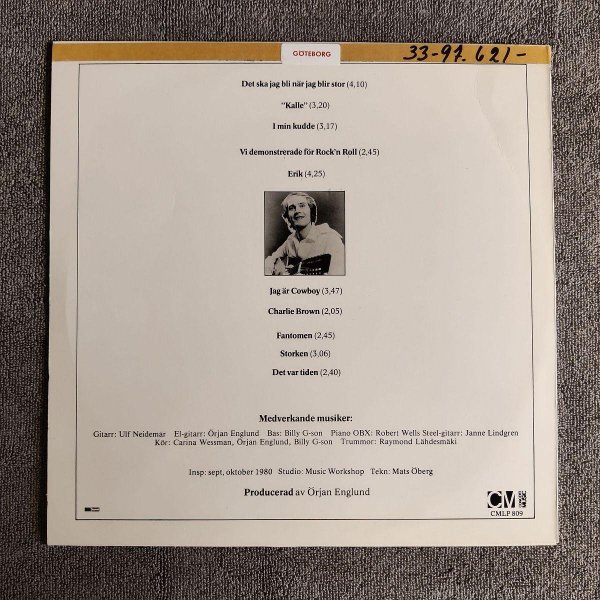 GÖTEBORG
33-97.621-
Det ska jag bli när jag blir stor (4,10)
"Kalle" (3,20)
I min kudde (3,17)
Vi demonstrerade för Rock'n Roll (2,45)
Erik (4,25)
Jag är Cowboy (3,47)
Charlie Brown (2,05)
Fantomen (2,45)
Storken (3,06)
Det var tiden (2,40)
Medverkande musiker:
Gitarr: Ulf Neidemar El-gitarr: Örjan Englund Bas: Billy G-son Piano OBX: Robert Wells Steel-gitarr: Janne Lindgren
Kör: Carina Wessman, Örjan Englund, Billy G-son Trummor: Raymond Lähdesmäki
Insp: sept, oktober 1980 Studio: Music Workshop Tekn: Mats Öberg
Producerad av Örjan Englund
CM
MUSIC
CMLP 809